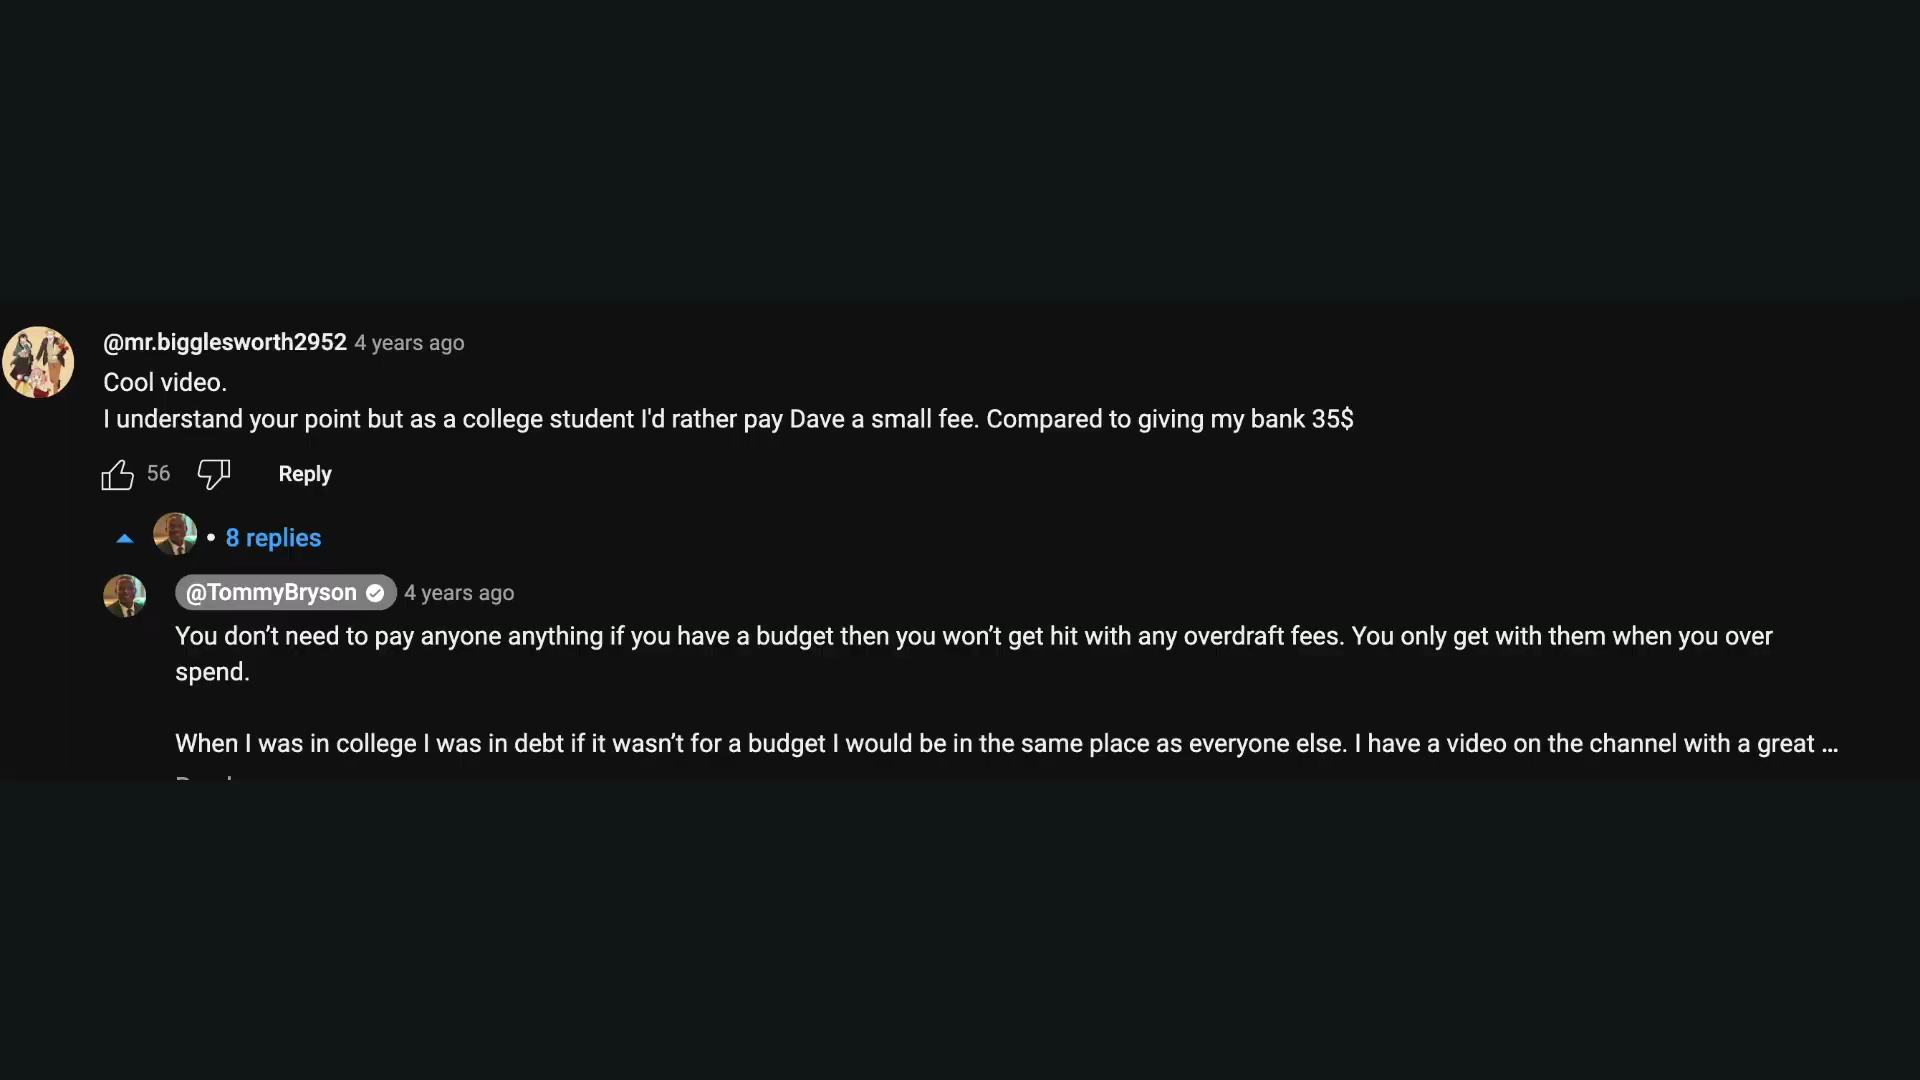 @mr.bigglesworth2952 4 years ago
Cool video.
I understand your point but as a college student I'd rather pay Dave a small fee. Compared to giving my bank 35$
56 Reply
• 8 replies
@TommyBryson 4 years ago
You don’t need to pay anyone anything if you have a budget then you won’t get hit with any overdraft fees. You only get with them when you over
spend.
When I was in college I was in debt if it wasn’t for a budget I would be in the same place as everyone else. I have a video on the channel with a great ...